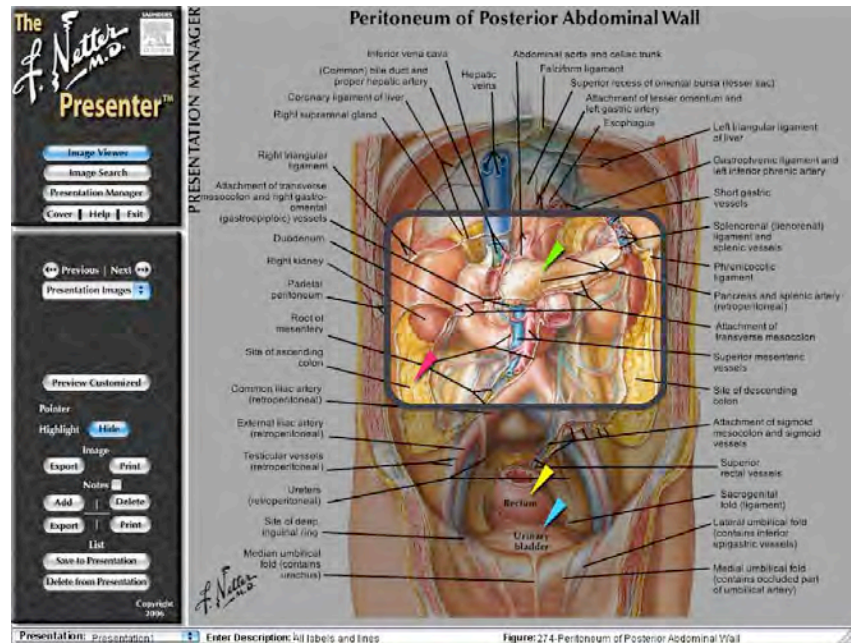 The
F. Netter
M.D.
Presenter™
SAUNDERS
ELSEVIER
Image Viewer
Image Search
Presentation Manager
Cover | Help | Exit
Previous | Next
Presentation Images
Preview Customized
Pointer
Highlight Hide
Image
Export Print
Notes
Add Delete
Export Print
List
Save to Presentation
Delete from Presentation
Copyright
2006
PRESENTATION MANAGER
Peritoneum of Posterior Abdominal Wall
Inferior vena cava
(Common) bile duct and
proper hepatic artery
Coronary ligament of liver
Right suprarenal gland
Right triangular
ligament
Attachment of transverse
mesocolon and right gastro-
omental
(gastroepiploic) vessels
Duodenum
Right kidney
Parietal
peritoneum
Root of
mesentery
Site of ascending
colon
Common iliac artery
(retroperitoneal)
External iliac artery
(retroperitoneal)
Testicular vessels
(retroperitoneal)
Ureters
(retroperitoneal)
Site of deep
inguinal ring
Median umbilical
fold (contains
urachus)
Hepatic
veins
Abdominal aorta and celiac trunk
Falciform ligament
Superior recess of omental bursa (lesser sac)
Attachment of lesser omentum and
left gastric artery
Esophagus
Left triangular ligament
of liver
Gastrophrenic ligament and
left inferior phrenic artery
Short gastric
vessels
Splenorenal (lienorenal)
ligament and
splenic vessels
Phrenicocolic
ligament
Pancreas and splenic artery
(retroperitoneal)
Attachment of
transverse mesocolon
Superior mesenteric
vessels
Site of descending
colon
Attachment of sigmoid
mesocolon and sigmoid
vessels
Superior
rectal vessels
Sacrogenital
fold (ligament)
Lateral umbilical fold
(contains inferior
epigastric vessels)
Medial umbilical fold
(contains occluded part
of umbilical artery)
Rectum
Urinary
bladder
F. Netter
M.D.
Presentation: Presentation1 Enter Description: All labels and lines Figure: 274-Peritoneum of Posterior Abdominal Wall